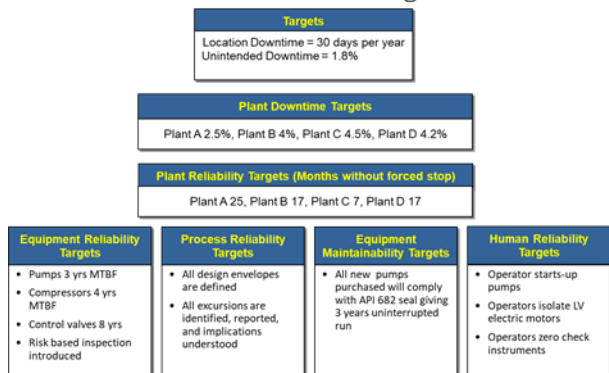 Targets
Location Downtime = 30 days per year
Unintended Downtime = 1.8%
Plant Downtime Targets
Plant A 2.5%, Plant B 4%, Plant C 4.5%, Plant D 4.2%
Plant Reliability Targets (Months without forced stop)
Plant A 25, Plant B 17, Plant C 7, Plant D 17
Equipment Reliability
Targets
• Pumps 3 yrs MTBF
• Compressors 4 yrs
MTBF
• Control valves 8 yrs
• Risk based inspection
introduced
Process Reliability
Targets
• All design envelopes
are defined
• All excursions are
identified, reported,
and implications
understood
Equipment
Maintainability Targets
• All new pumps
purchased will comply
with API 682 seal giving
3 years uninterrupted
run
Human Reliability
Targets
• Operator starts-up
pumps
• Operators isolate LV
electric motors
• Operators zero check
instruments